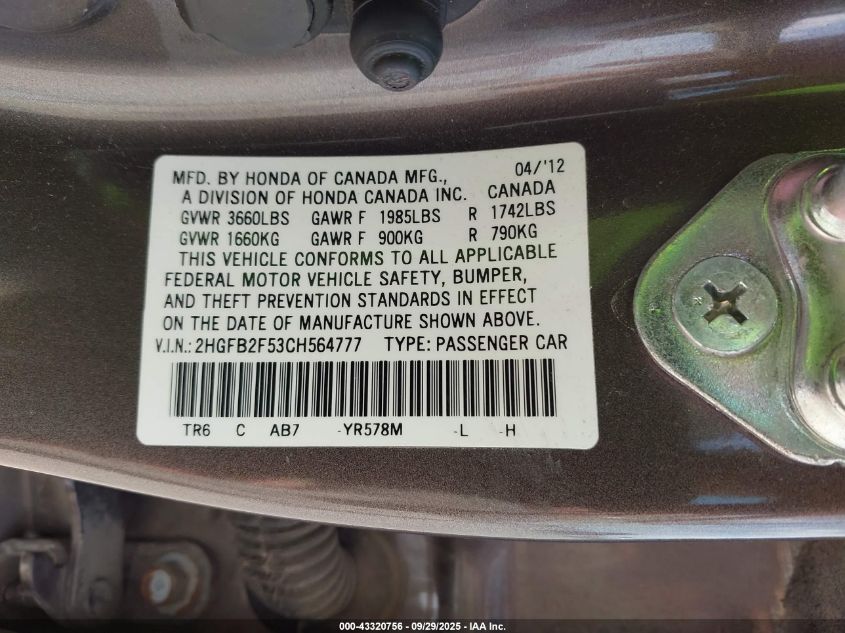 MFD. BY HONDA OF CANADA MFG., 04/'12
A DIVISION OF HONDA CANADA INC. CANADA
GVWR 3660LBS GAWR F 1985LBS R 1742LBS
GVWR 1660KG GAWR F 900KG R 790KG
THIS VEHICLE CONFORMS TO ALL APPLICABLE
FEDERAL MOTOR VEHICLE SAFETY, BUMPER,
AND THEFT PREVENTION STANDARDS IN EFFECT
ON THE DATE OF MANUFACTURE SHOWN ABOVE.
V.I.N.: 2HGFB2F53CH564777 TYPE: PASSENGER CAR
TR6 C AB7 -YR578M -L -H
000-43320756 - 09/29/2025 - IAA Inc.